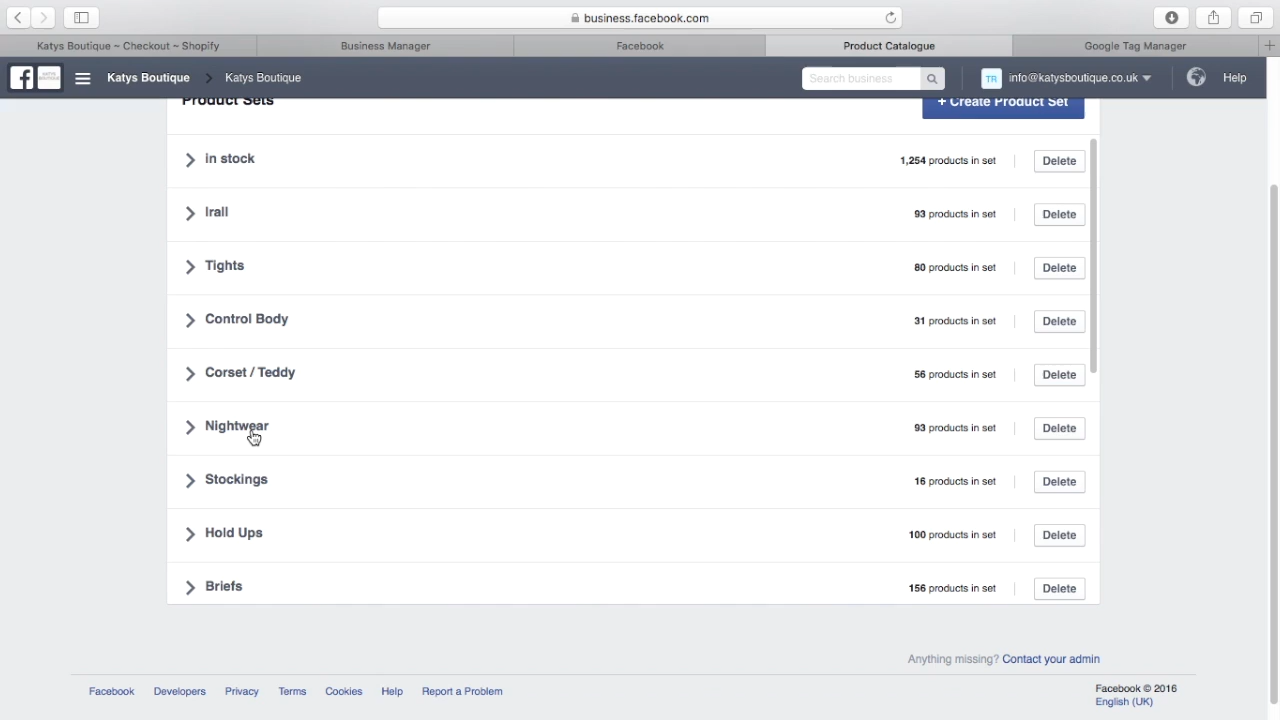 business.facebook.com
Katys Boutique ~ Checkout ~ Shopify
Business Manager
Facebook
Product Catalogue
Google Tag Manager
Katys Boutique
Katys Boutique
Search business
TR
info@katysboutique.co.uk
Help
Product Sets
+ Create Product Set
in stock
1,254 products in set
Delete
Irall
93 products in set
Delete
Tights
80 products in set
Delete
Control Body
31 products in set
Delete
Corset / Teddy
56 products in set
Delete
Nightwear
93 products in set
Delete
Stockings
16 products in set
Delete
Hold Ups
100 products in set
Delete
Briefs
156 products in set
Delete
Anything missing? Contact your admin
Facebook
Developers
Privacy
Terms
Cookies
Help
Report a Problem
Facebook © 2016
English (UK)